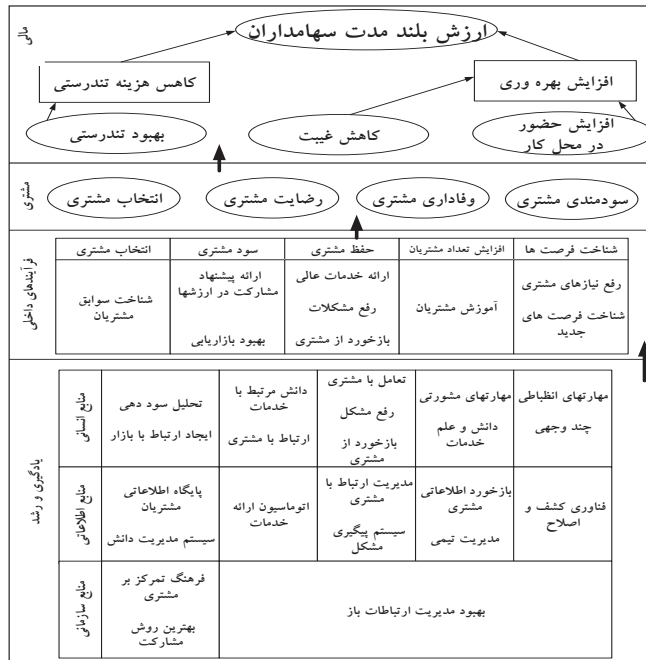 مالی
ارزش بلند مدت سهامداران
افزایش بهره وری
کاهس هزینه تندرستی
افزایش حضور
در محل کار
کاهش غیبت
بهبود تندرستی
مشتری
سودمندی مشتری
وفاداری مشتری
رضایت مشتری
انتخاب مشتری
فرآیندهای داخلی
شناخت فرصت ها
افزایش تعداد مشتریان
حفظ مشتری
سود مشتری
انتخاب مشتری
رفع نیازهای مشتری
شناخت فرصت های
جدید
آموزش مشتریان
ارائه خدمات عالی
رفع مشکلات
بازخورد از مشتری
ارائه پیشنهاد
مشارکت در ارزشها
بهبود بازاریابی
شناخت سوابق
مشتریان
یادگیری و رشد
منابع انسانی
مهارتهای انظباطی
چند وجهی
مهارتهای مشورتی
دانش و علم
خدمات
تعامل با مشتری
رفع مشکل
بازخورد از
مشتری
دانش مرتبط با
خدمات
ارتباط با مشتری
تحلیل سود دهی
ایجاد ارتباط با بازار
منابع اطلاعاتی
فناوری کشف و
اصلاح
بازخورد اطلاعاتی
مشتری
مدیریت تیمی
مدیریت ارتباط با
مشتری
سیستم پیگیری
مشکل
اتوماسیون ارائه
خدمات
پایگاه اطلاعاتی
مشتریان
سیستم مدیریت دانش
منابع سازمانی
بهبود مدیریت ارتباطات باز
فرهنگ تمرکز بر
مشتری
بهترین روش
مشارکت